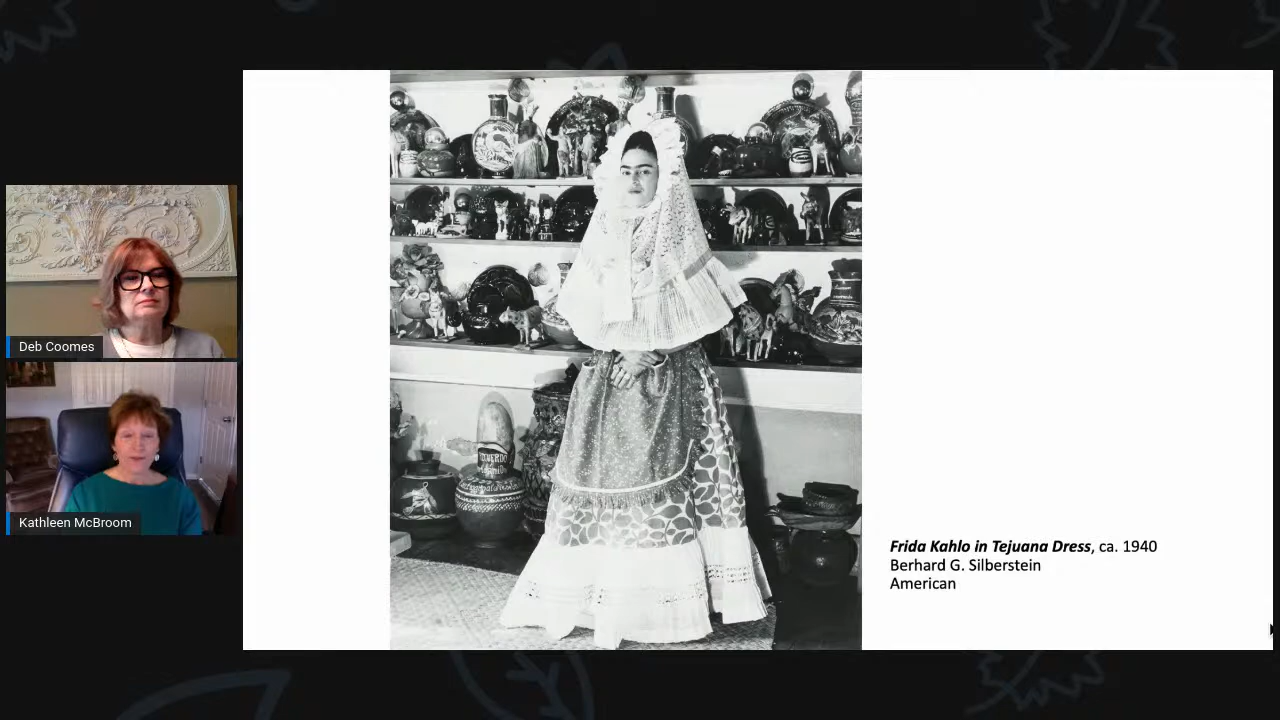 Deb Coomes
Kathleen McBroom
Frida Kahlo in Tejuana Dress, ca. 1940
Berhard G. Silberstein
American